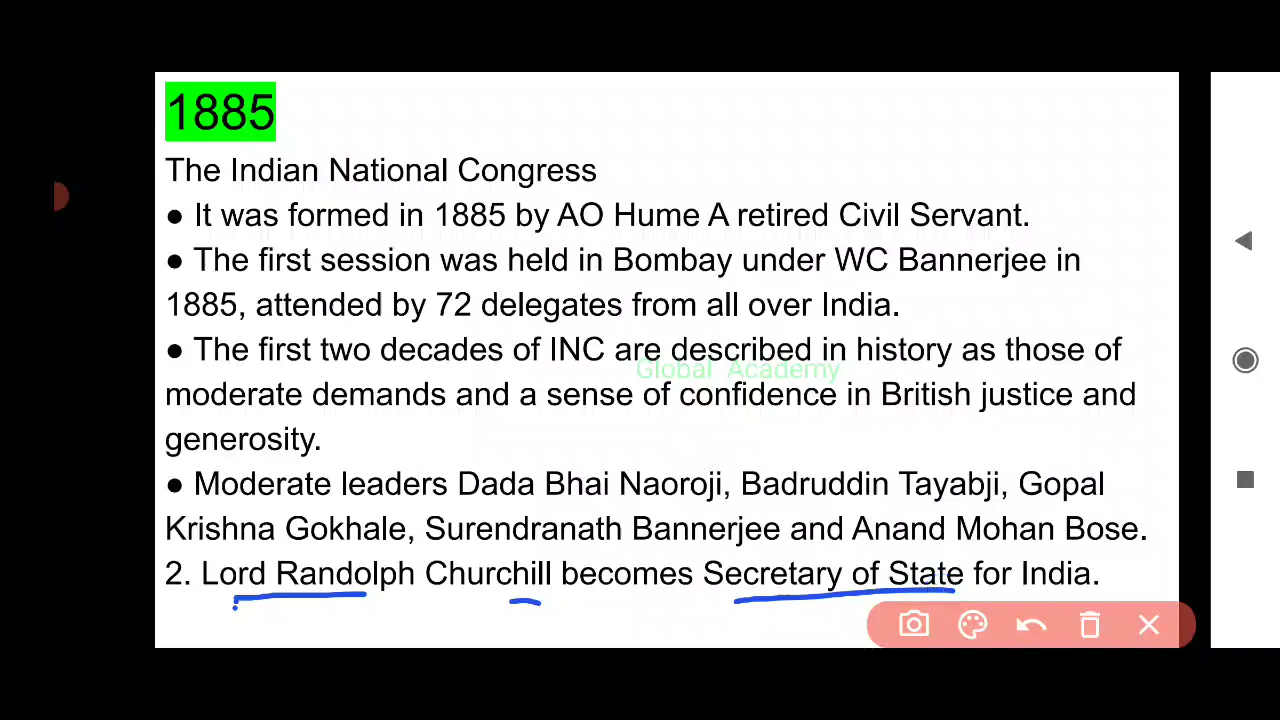 1885
The Indian National Congress
● It was formed in 1885 by AO Hume A retired Civil Servant.
● The first session was held in Bombay under WC Bannerjee in
1885, attended by 72 delegates from all over India.
● The first two decades of INC are described in history as those of
Global Academy
moderate demands and a sense of confidence in British justice and
generosity.
● Moderate leaders Dada Bhai Naoroji, Badruddin Tayabji, Gopal
Krishna Gokhale, Surendranath Bannerjee and Anand Mohan Bose.
2. Lord Randolph Churchill becomes Secretary of State for India.